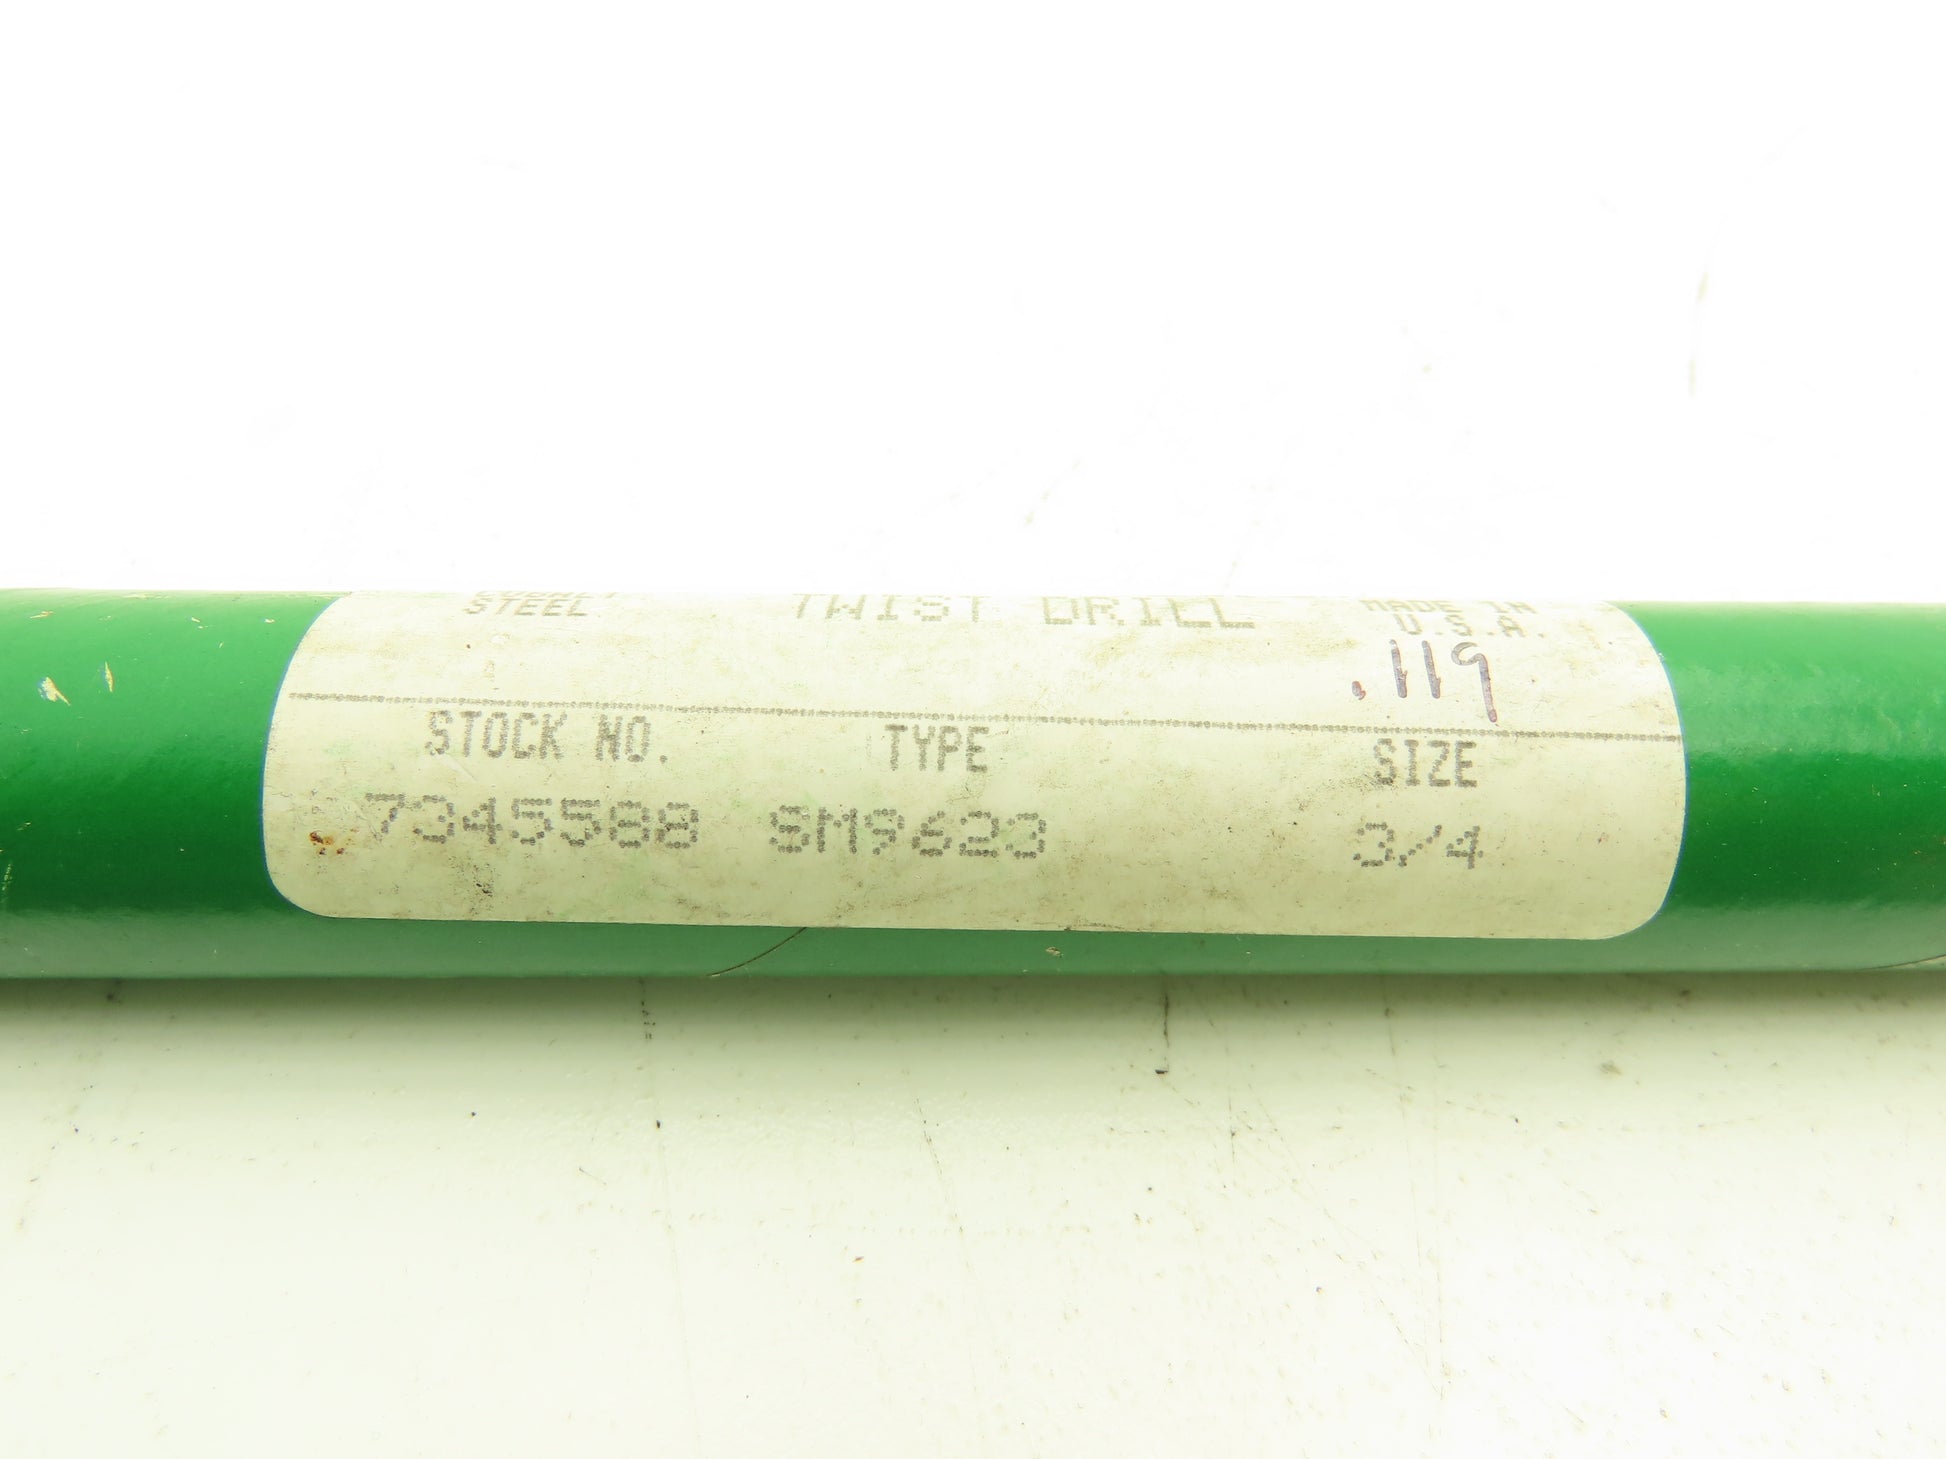 STEEL TWIST DRILL MADE IN
U.S.A.
.119
STOCK NO. TYPE SIZE
7345588 SM9623 3/4